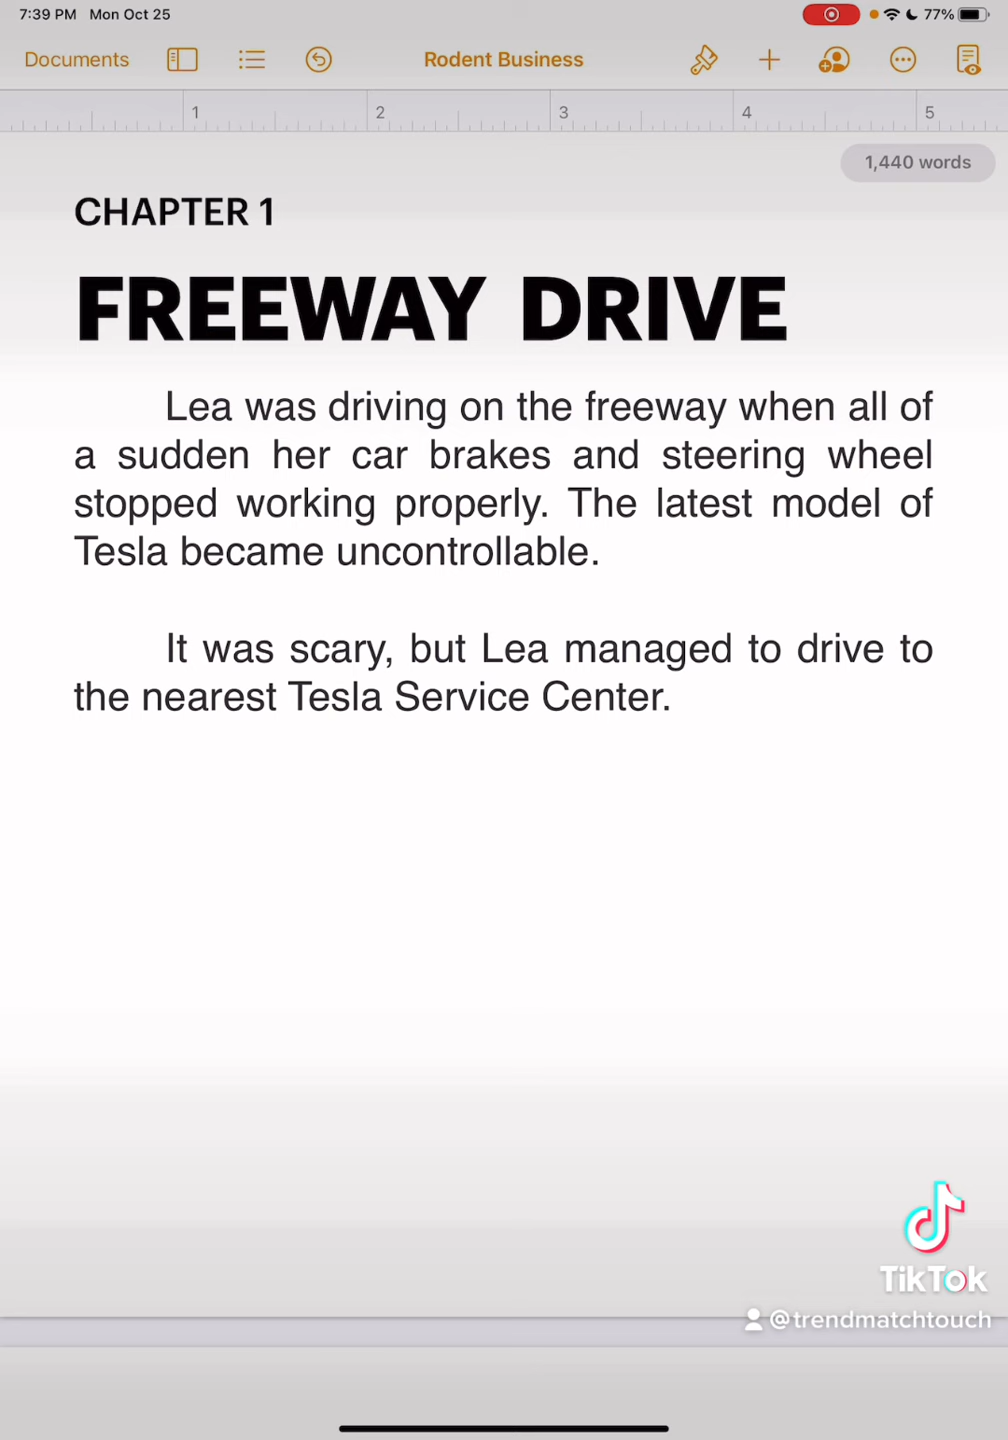 7:39 PM Mon Oct 25 77%
Documents Rodent Business
1 2 3 4 5
1,440 words
CHAPTER 1
FREEWAY DRIVE
Lea was driving on the freeway when all of
a sudden her car brakes and steering wheel
stopped working properly. The latest model of
Tesla became uncontrollable.
It was scary, but Lea managed to drive to
the nearest Tesla Service Center.
TikTok
@trendmatchtouch